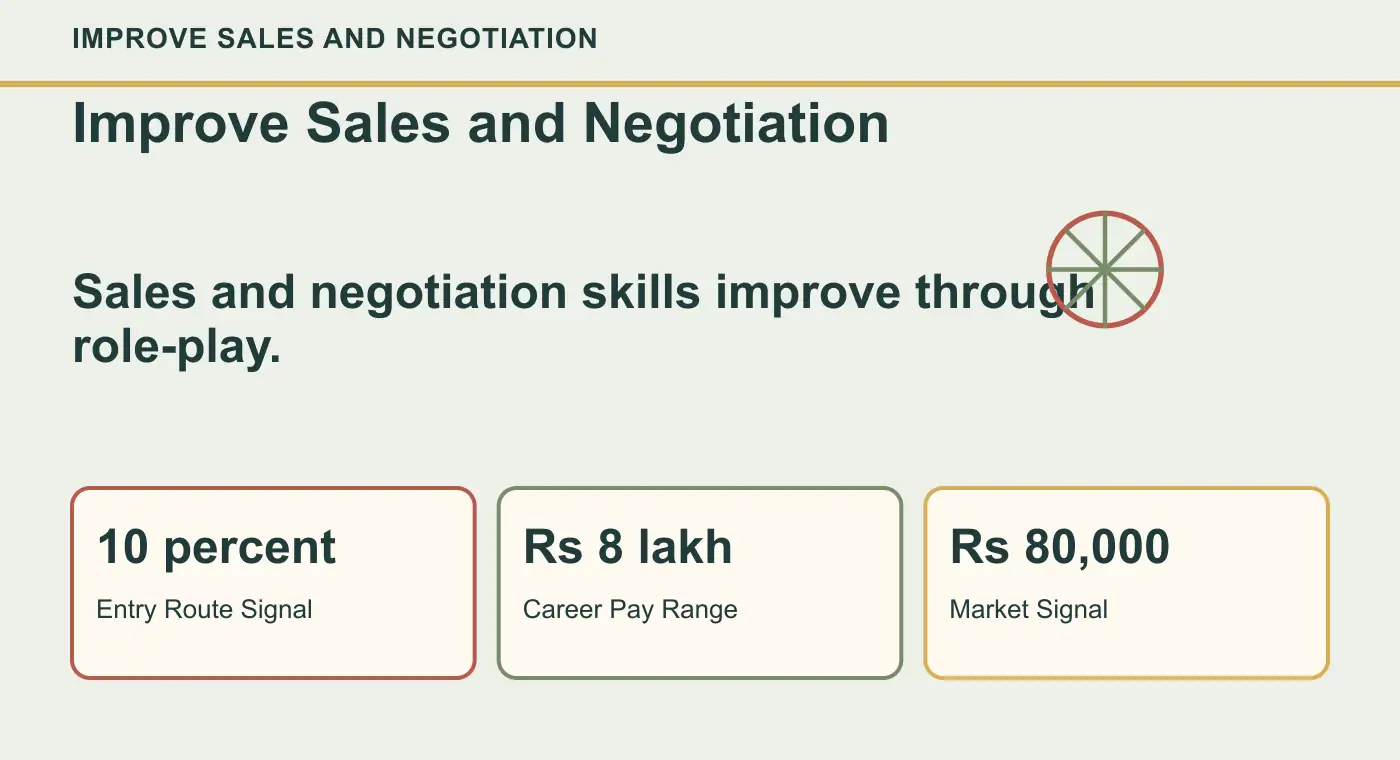 IMPROVE SALES AND NEGOTIATION
Improve Sales and Negotiation
Sales and negotiation skills improve through
role-play.
10 percent
Entry Route Signal
Rs 8 lakh
Career Pay Range
Rs 80,000
Market Signal